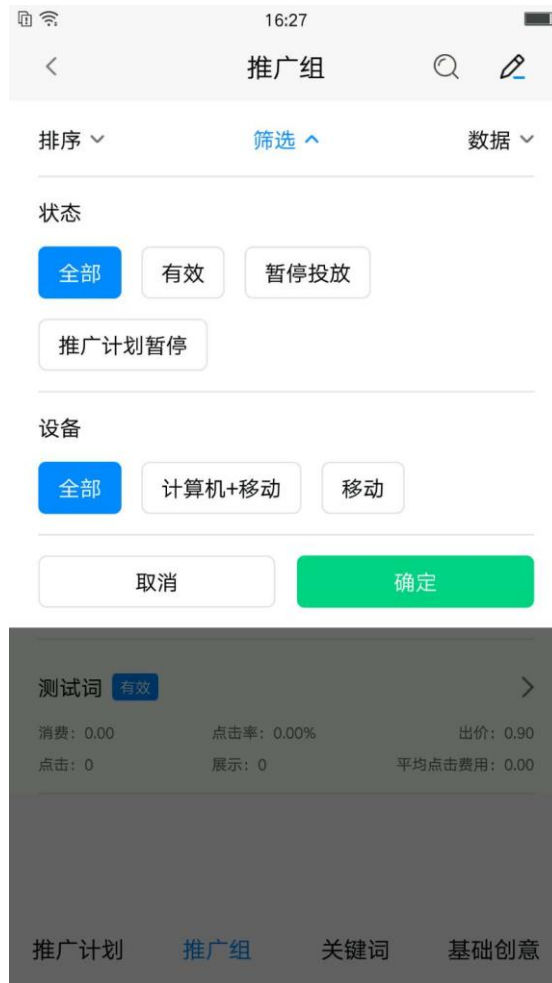 16:27
推广组
排序 筛选 数据
状态
全部 有效 暂停投放
推广计划暂停
设备
全部 计算机+移动 移动
取消 确定
测试词 有效
消费：0.00 点击率：0.00% 出价：0.90
点击：0 展示：0 平均点击费用：0.00
推广计划 推广组 关键词 基础创意